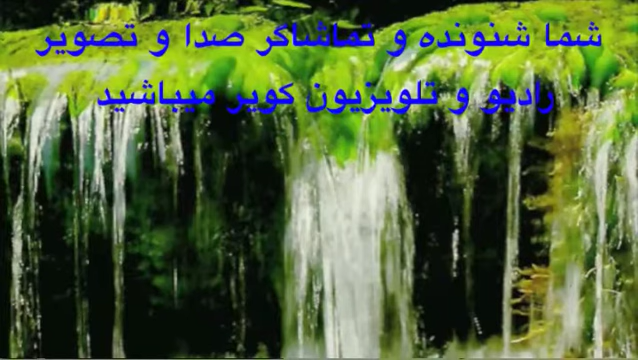 شما شنونده و تماشاگر صدا و تصویر
رادیو و تلویزیون کویر میباشید